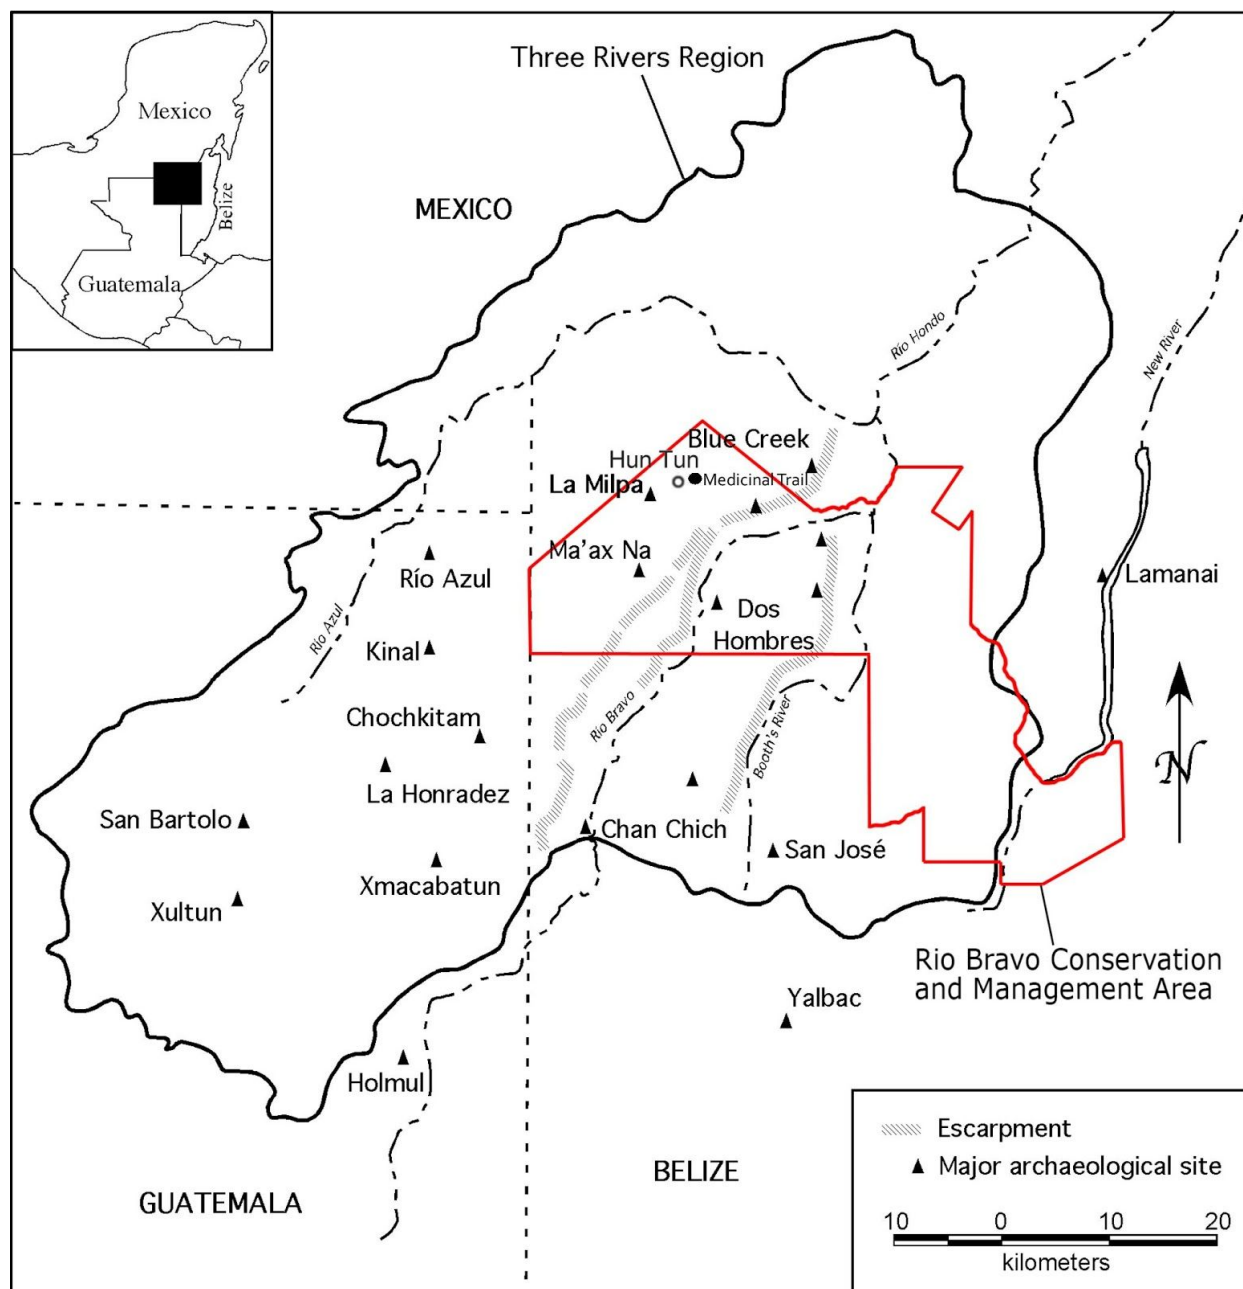 Three Rivers Region
Mexico
Belize
Guatemala
MEXICO
Río Hondo
New River
Blue Creek
Hun Tun
Medicinal Trail
La Milpa
Ma'ax Na
Río Azul
Río Azul
Lamanai
Dos
Hombres
Kinal
Chochkitam
Río Bravo
Booth's River
N
La Honradez
San Bartolo
Chan Chich
San José
Xmacabatun
Xultun
Rio Bravo Conservation
and Management Area
Yalbac
Holmul
BELIZE
GUATEMALA
Escarpment
Major archaeological site
10 0 10 20
kilometers